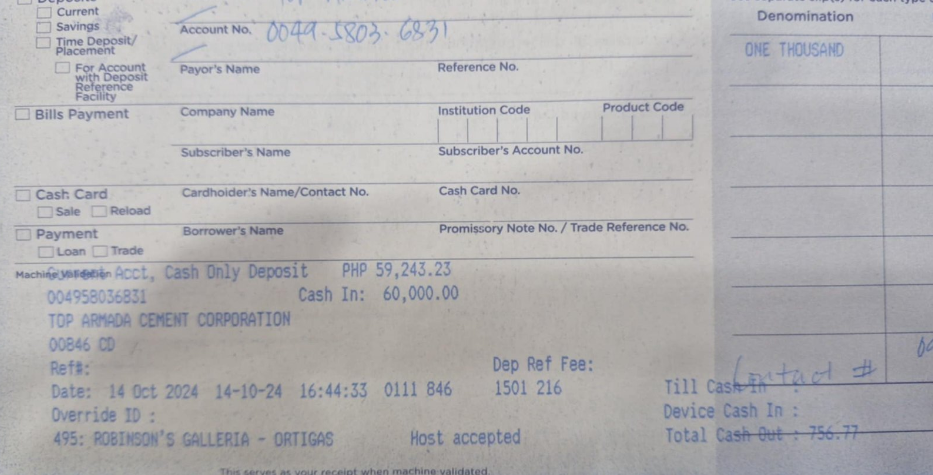 Current
Savings
Time Deposit/
Placement
For Account
with Deposit
Reference
Facility
Account No. 0049-5803-6831
Payor's Name Reference No.
Bills Payment Company Name Institution Code Product Code
Subscriber's Name Subscriber's Account No.
Cash Card Cardholder's Name/Contact No. Cash Card No.
Sale Reload
Payment Borrower's Name Promissory Note No. / Trade Reference No.
Loan Trade
Machine Validation Acct, Cash Only Deposit PHP 59,243.23
004958036831 Cash In: 60,000.00
TOP ARMADA CEMENT CORPORATION
00846 CD
Ref#: Dep Ref Fee:
Date: 14 Oct 2024 14-10-24 16:44:33 0111 846 1501 216
Override ID :
495: ROBINSON'S GALLERIA - ORTIGAS Host accepted
This serves as your receipt when machine validated
Denomination
ONE THOUSAND
Contact #
Till Cash In :
Device Cash In :
Total Cash Out : 756.77